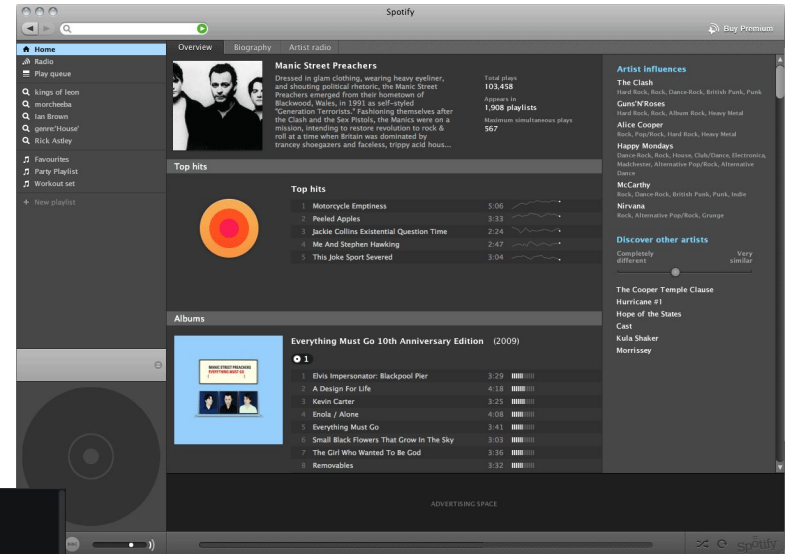 Spotify
Buy Premium
Home
Radio
Play queue
kings of leon
morcheeba
Ian Brown
genre:'House'
Rick Astley
Favourites
Party Playlist
Workout set
+ New playlist
Overview
Biography
Artist radio
Manic Street Preachers
Dressed in glam clothing, wearing heavy eyeliner,
and shouting political rhetoric, the Manic Street
Preachers emerged from their hometown of
Blackwood, Wales, in 1991 as self-styled
"Generation Terrorists." Fashioning themselves after
the Clash and the Sex Pistols, the Manics were on a
mission, intending to restore revolution to rock &
roll at a time when Britain was dominated by
trancey shoegazers and faceless, trippy acid hous...
Total plays
103,458
Appears in
1,908 playlists
Maximum simultaneous plays
567
Top hits
Top hits
1 Motorcycle Emptiness 5:06
2 Peeled Apples 3:33
3 Jackie Collins Existential Question Time 2:24
4 Me And Stephen Hawking 2:47
5 This Joke Sport Severed 3:04
Albums
MANIC STREET PREACHERS
EVERYTHING MUST GO
Everything Must Go 10th Anniversary Edition (2009)
1
1 Elvis Impersonator: Blackpool Pier 3:29
2 A Design For Life 4:18
3 Kevin Carter 3:25
4 Enola / Alone 4:08
5 Everything Must Go 3:41
6 Small Black Flowers That Grow In The Sky 3:03
7 The Girl Who Wanted To Be God 3:36
8 Removables 3:32
Artist influences
The Clash
Hard Rock, Rock, Dance-Rock, British Punk, Punk
Guns'N'Roses
Hard Rock, Rock, Album Rock, Heavy Metal
Alice Cooper
Rock, Pop/Rock, Hard Rock, Heavy Metal
Happy Mondays
Dance-Rock, Rock, House, Club/Dance, Electronica,
Madchester, Alternative Pop/Rock, Alternative
Dance
McCarthy
Rock, Dance-Rock, British Punk, Punk, Indie
Nirvana
Rock, Alternative Pop/Rock, Grunge
Discover other artists
Completely
different
Very
similar
The Cooper Temple Clause
Hurricane #1
Hope of the States
Cast
Kula Shaker
Morrissey
ADVERTISING SPACE
Spotify